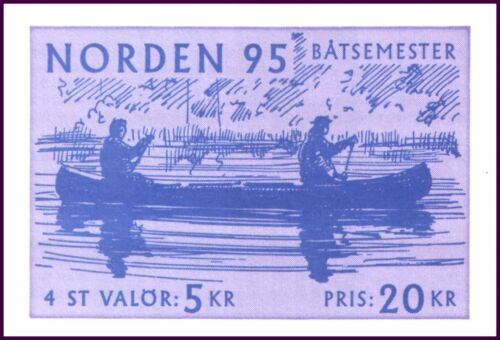 NORDEN 95 BÅTSEMESTER
4 ST VALÖR: 5 KR PRIS: 20 KR